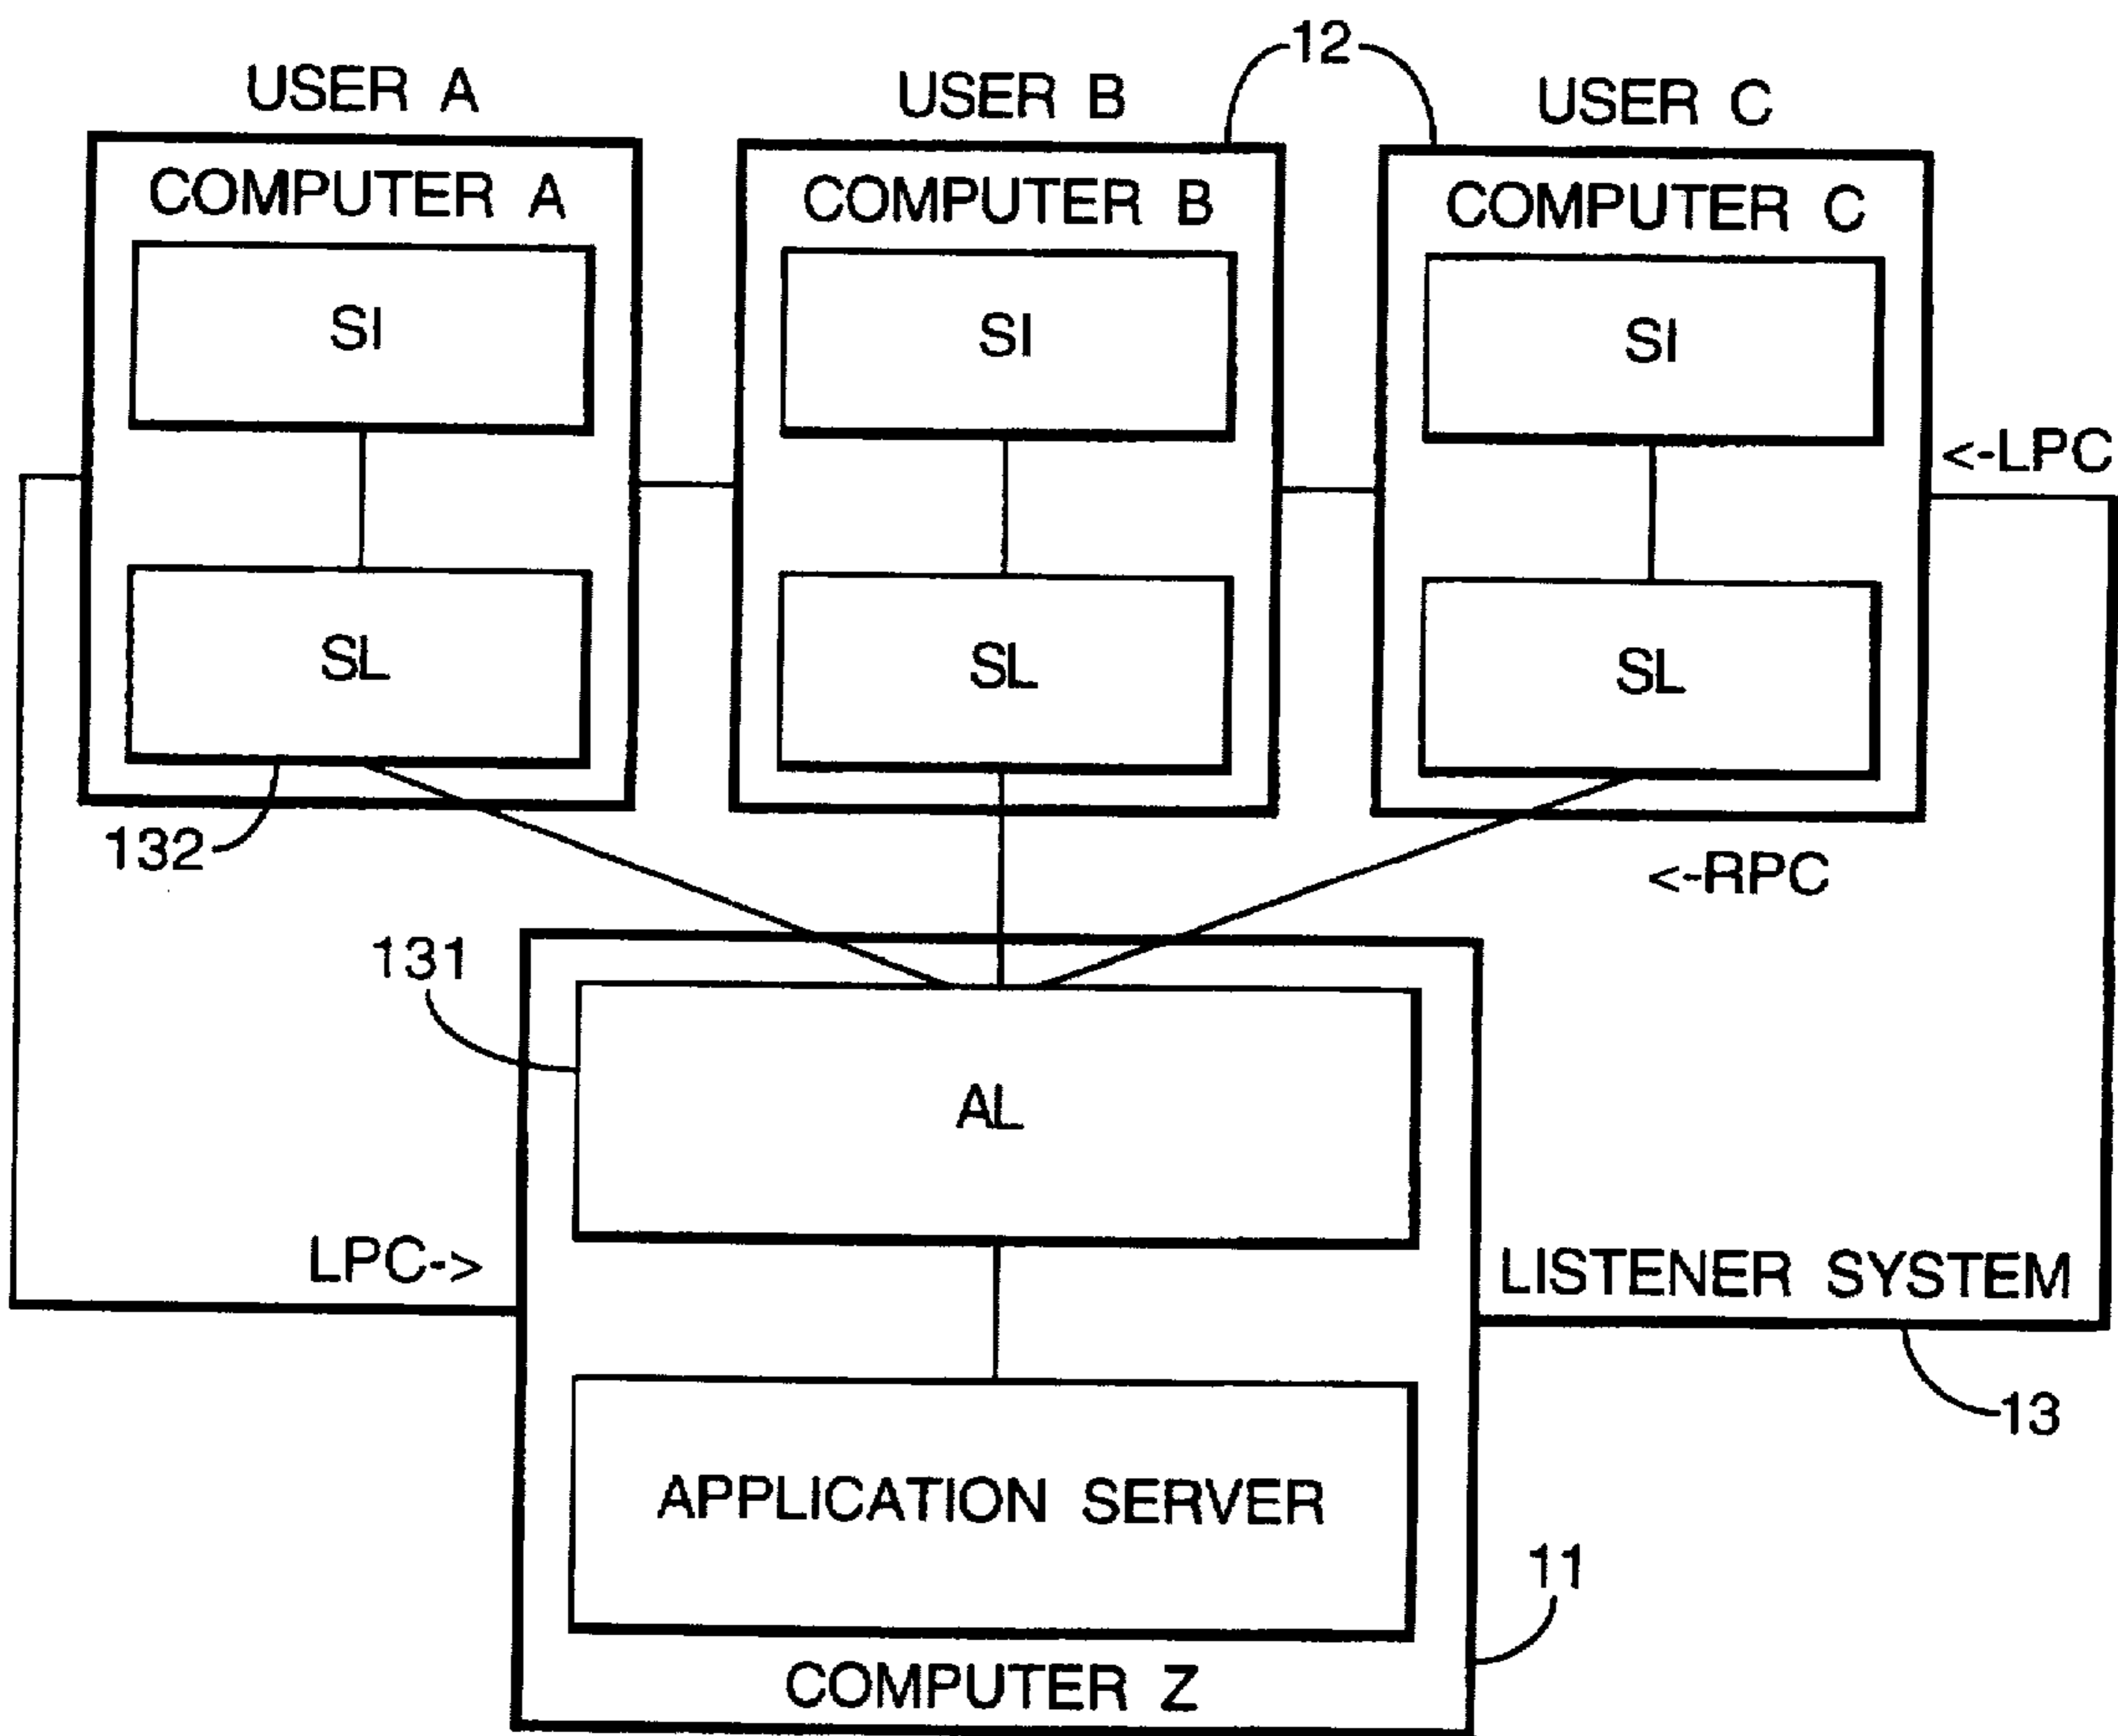 12
USER A
USER B
USER C
COMPUTER A
COMPUTER B
COMPUTER C
SI
SI
SI
<-LPC
SL
SL
SL
132
<-RPC
131
AL
LPC->
LISTENER SYSTEM
13
APPLICATION SERVER
11
COMPUTER Z